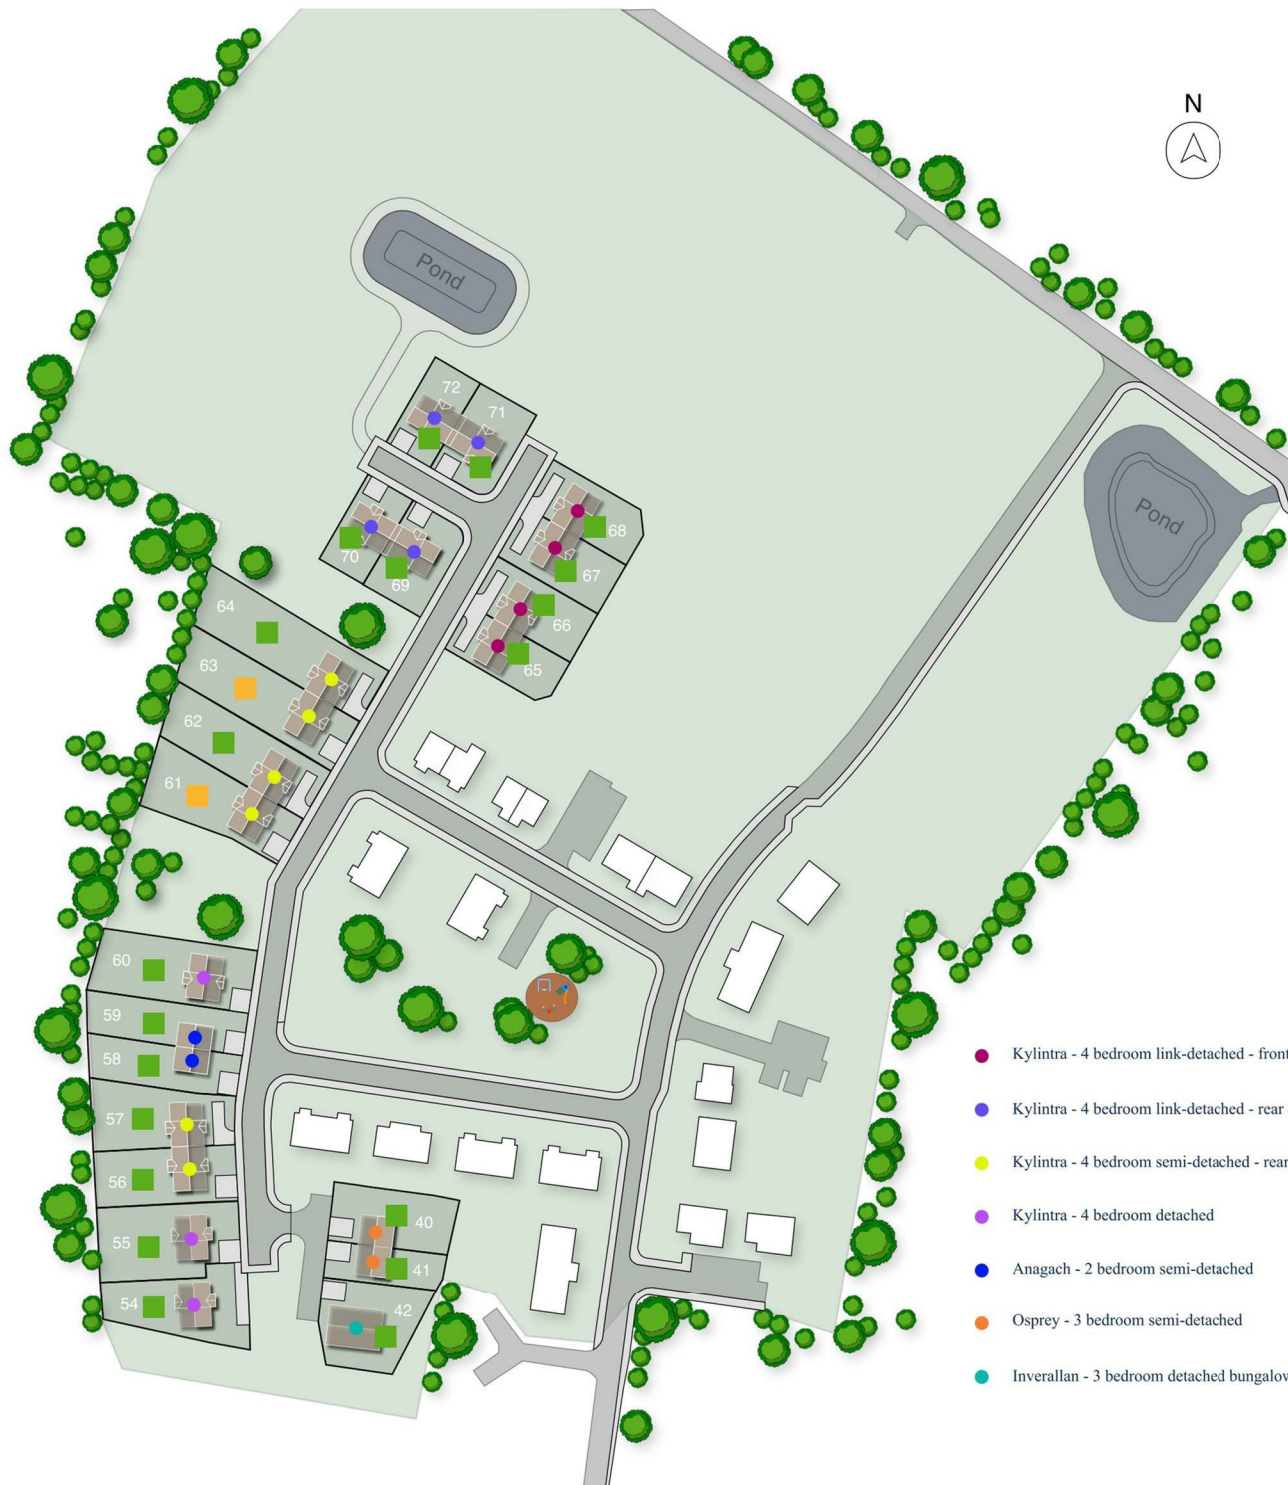 N
Pond
72
71
68
70
67
69
Pond
64
66
65
63
62
61
60
59
58
57
56
55
54
40
41
42
Kylintra - 4 bedroom link-detached - front
Kylintra - 4 bedroom link-detached - rear
Kylintra - 4 bedroom semi-detached - rear
Kylintra - 4 bedroom detached
Anagach - 2 bedroom semi-detached
Osprey - 3 bedroom semi-detached
Inverallan - 3 bedroom detached bungalow